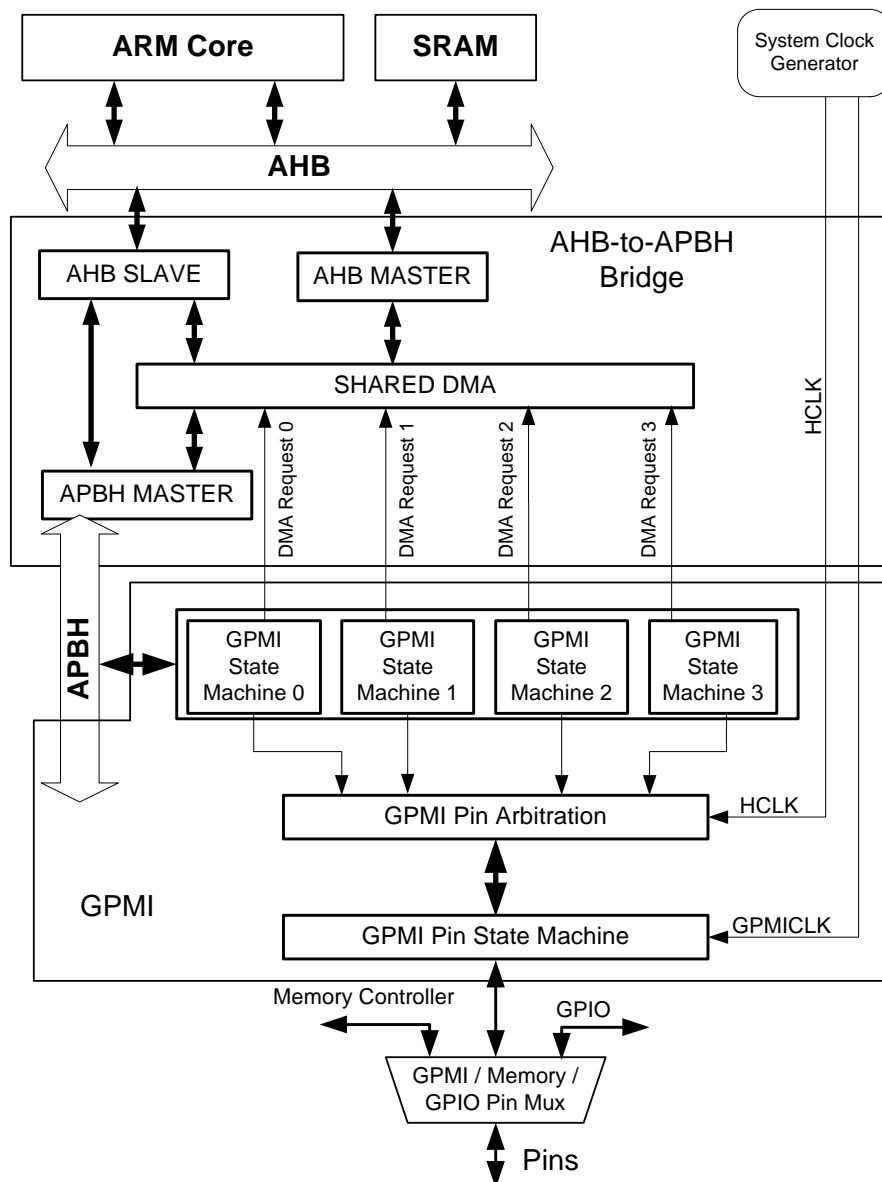 ARM Core
SRAM
System Clock
Generator
AHB
AHB-to-APBH
Bridge
AHB SLAVE
AHB MASTER
SHARED DMA
HCLK
DMA Request 0
DMA Request 1
DMA Request 2
DMA Request 3
APBH MASTER
APBH
GPMI
State
Machine 0
GPMI
State
Machine 1
GPMI
State
Machine 2
GPMI
State
Machine 3
GPMI Pin Arbitration
HCLK
GPMI
GPMI Pin State Machine
GPMICLK
Memory Controller
GPIO
GPMI / Memory /
GPIO Pin Mux
Pins